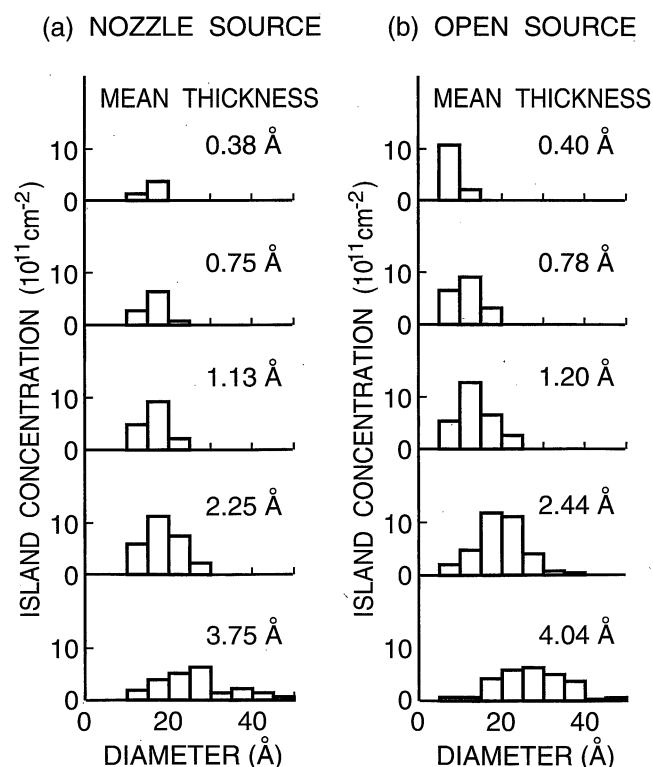 (a) NOZZLE SOURCE
MEAN THICKNESS
ISLAND CONCENTRATION (10¹¹cm⁻²)
0.38 Å
10
0
0.75 Å
10
0
1.13 Å
10
0
2.25 Å
10
0
3.75 Å
10
0
0 20 40
DIAMETER (Å)
(b) OPEN SOURCE
MEAN THICKNESS
ISLAND CONCENTRATION (10¹¹cm⁻²)
0.40 Å
10
0
0.78 Å
10
0
1.20 Å
10
0
2.44 Å
10
0
4.04 Å
10
0
0 20 40
DIAMETER (Å)